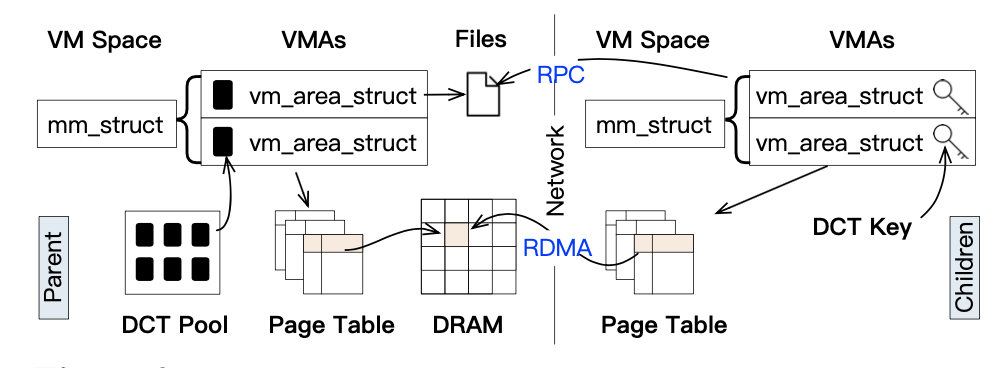 VM Space VMAs Files VM Space VMAs
RPC
vm_area_struct vm_area_struct
mm_struct mm_struct
vm_area_struct vm_area_struct
Network
DCT Key
RDMA
Parent Children
DCT Pool Page Table DRAM Page Table